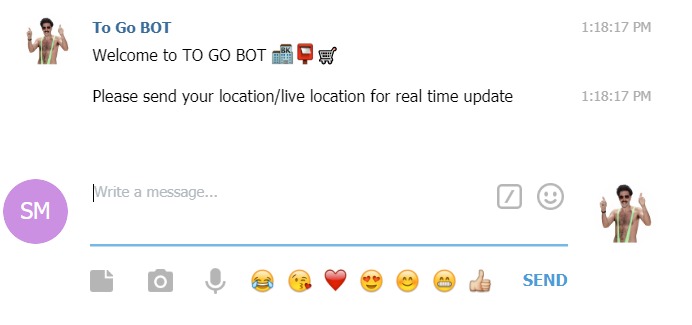 To Go BOT 1:18:17 PM
Welcome to TO GO BOT
Please send your location/live location for real time update 1:18:17 PM
SM Write a message...
SEND